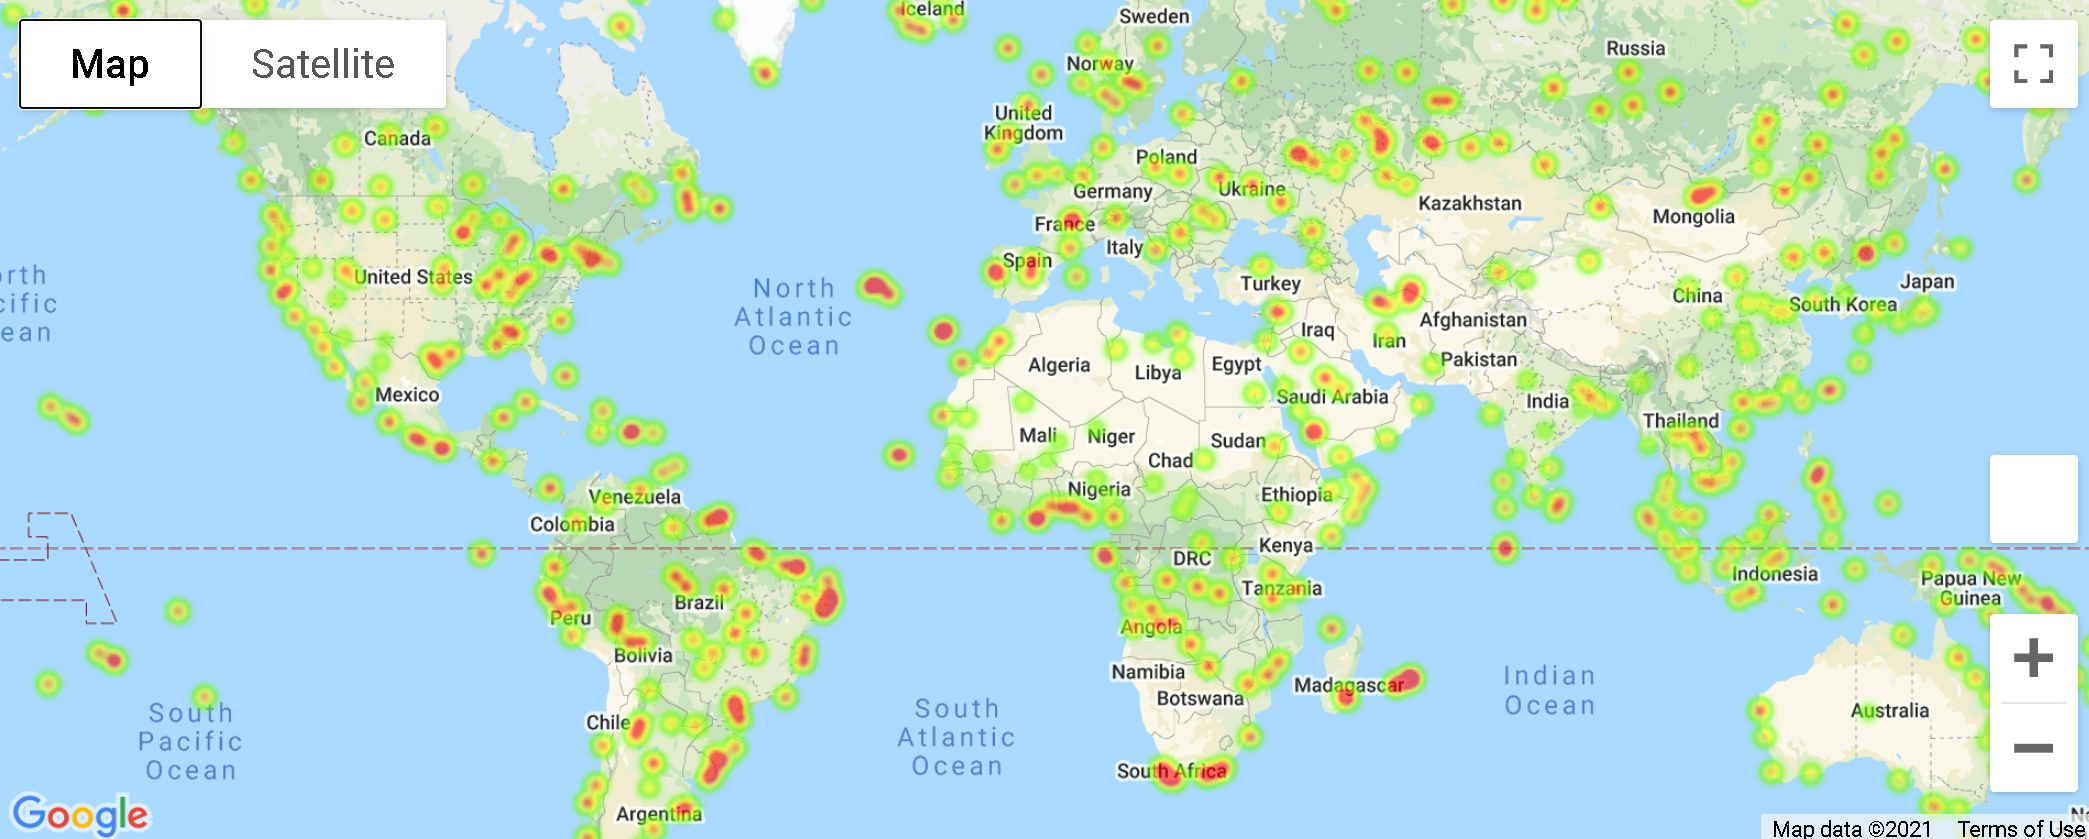 Map
Satellite
Iceland
Sweden
Norway
Russia
United
Kingdom
Canada
Poland
Germany
Ukraine
Kazakhstan
Mongolia
France
Italy
Spain
United States
Turkey
China
Japan
South Korea
orth
cific
ean
North
Atlantic
Ocean
Afghanistan
Iraq
Iran
Pakistan
Algeria
Libya
Egypt
Saudi Arabia
India
Mexico
Thailand
Mali
Niger
Sudan
Chad
Nigeria
Ethiopia
Venezuela
Colombia
Kenya
DRC
Tanzania
Indonesia
Papua New
Guinea
Brazil
Peru
Angola
Bolivia
Namibia
Botswana
Madagascar
Indian
Ocean
Chile
South
Pacific
Ocean
South
Atlantic
Ocean
Australia
South Africa
Argentina
Google
Map data ©2021
Terms of Use